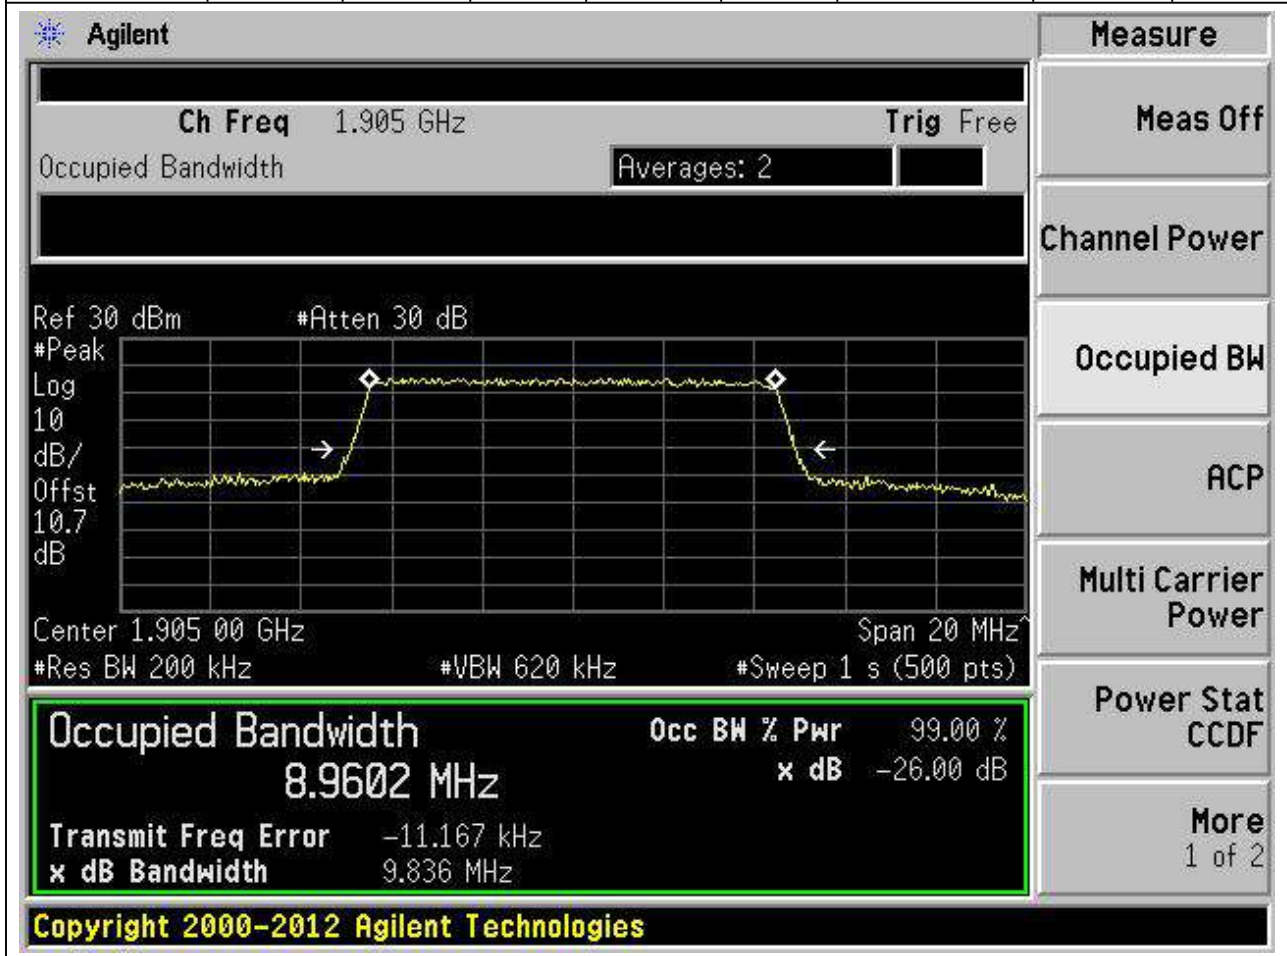 Agilent
Measure
Ch Freq 1.905 GHz Trig Free
Occupied Bandwidth Averages: 2
Meas Off
Channel Power
Occupied BW
ACP
Multi Carrier
Power
Power Stat
CCDF
More
1 of 2
Ref 30 dBm #Atten 30 dB
#Peak
Log
10
dB/
Offst
10.7
dB
Center 1.905 00 GHz Span 20 MHz^
#Res BW 200 kHz #VBW 620 kHz #Sweep 1 s (500 pts)
Occupied Bandwidth Occ BW % Pwr 99.00 %
8.9602 MHz x dB -26.00 dB
Transmit Freq Error -11.167 kHz
x dB Bandwidth 9.836 MHz
Copyright 2000-2012 Agilent Technologies